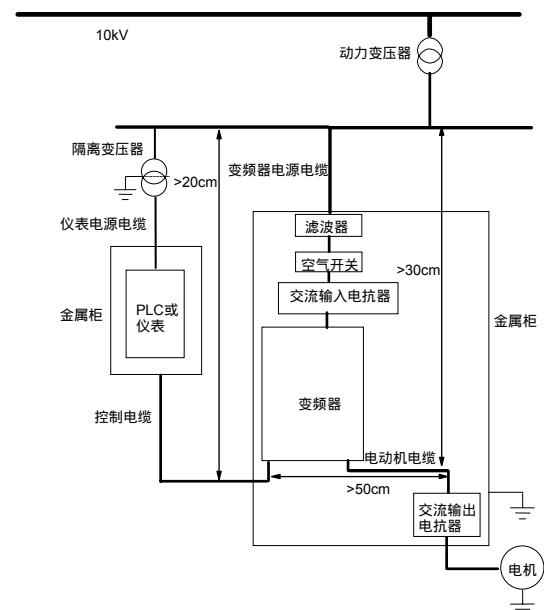 10kV
动力变压器
隔离变压器
>20cm
变频器电源电缆
仪表电源电缆
滤波器
空气开关
>30cm
交流输入电抗器
金属柜
PLC或
仪表
金属柜
变频器
控制电缆
电动机电缆
>50cm
交流输出
电抗器
电机